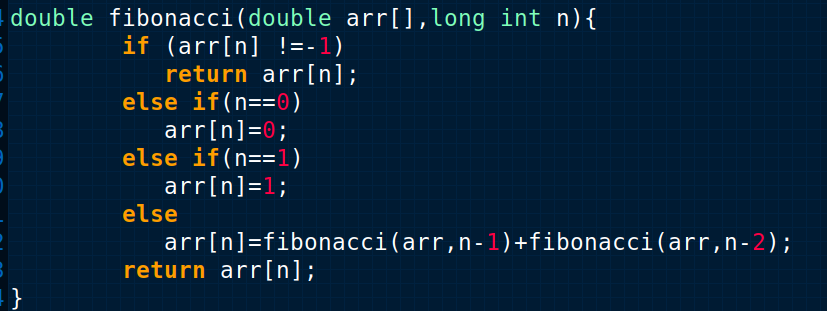 double fibonacci(double arr[],long int n){
if (arr[n] !=-1)
return arr[n];
else if(n==0)
arr[n]=0;
else if(n==1)
arr[n]=1;
else
arr[n]=fibonacci(arr,n-1)+fibonacci(arr,n-2);
return arr[n];
}